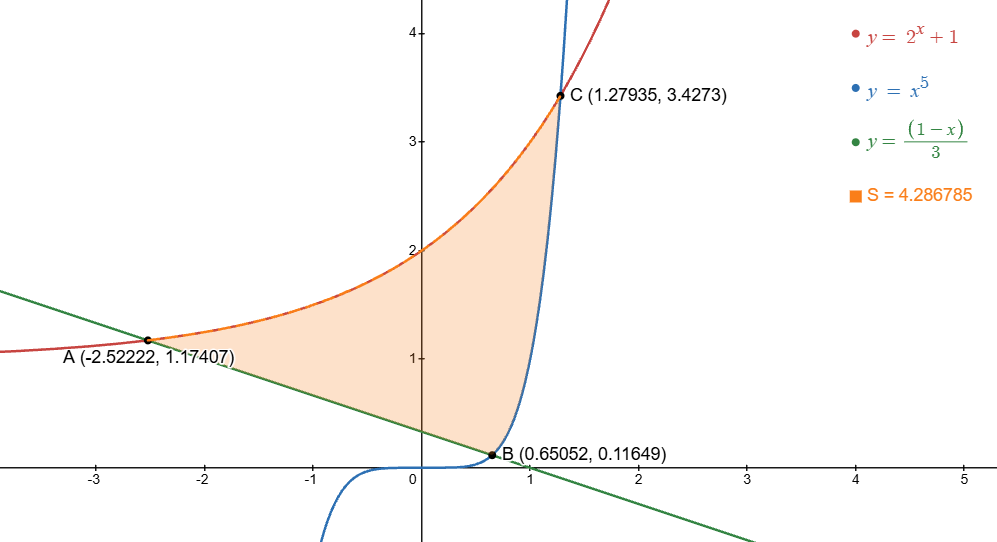 4
y = 2^x + 1
C (1.27935, 3.4273)
y = x^5
3
y = (1 − x)/3
S = 4.286785
2
A (-2.52222, 1.17407)
1
B (0.65052, 0.11649)
-3 -2 -1 0 1 2 3 4 5